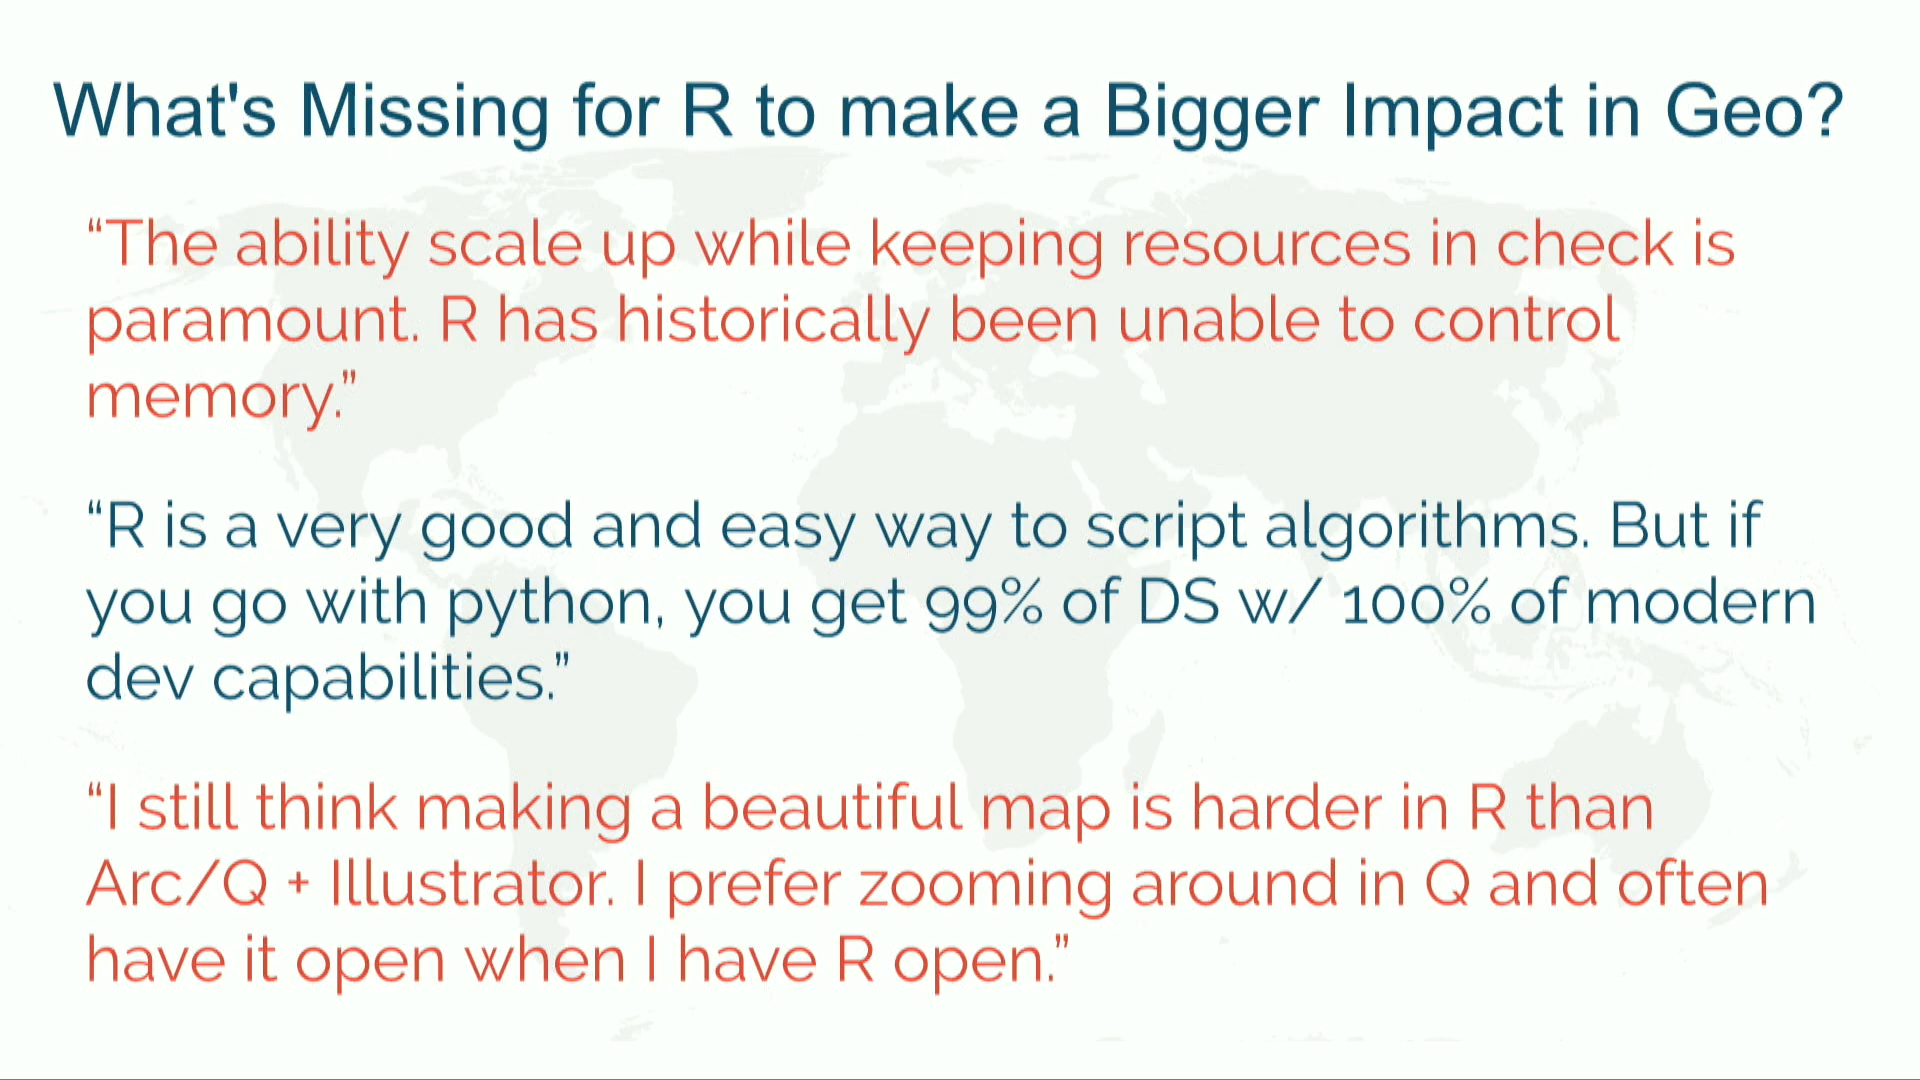 What's Missing for R to make a Bigger Impact in Geo?
“The ability scale up while keeping resources in check is
paramount. R has historically been unable to control
memory.”
“R is a very good and easy way to script algorithms. But if
you go with python, you get 99% of DS w/ 100% of modern
dev capabilities.”
“I still think making a beautiful map is harder in R than
Arc/Q + Illustrator. I prefer zooming around in Q and often
have it open when I have R open.”